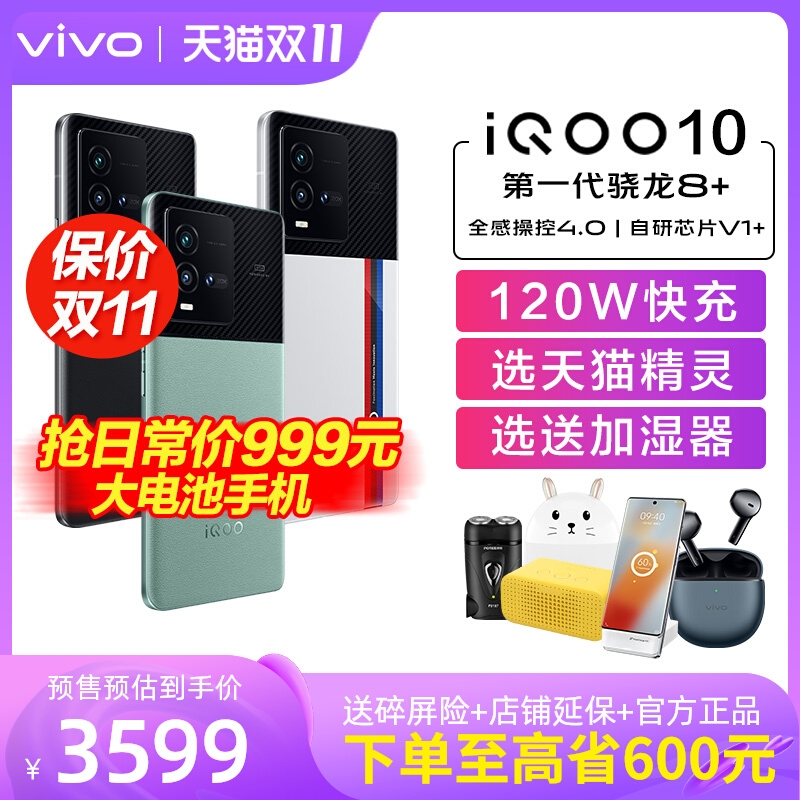 vivo 天猫双11
iQOO10
第一代骁龙8+
全感操控4.0 | 自研芯片V1+
保价
双11
120W快充
选天猫精灵
选送加湿器
抢日常价999元
大电池手机
iQOO
09:40
60%
vivo
预售预估到手价
¥3599
送碎屏险+店铺延保+官方正品
下单至高省600元